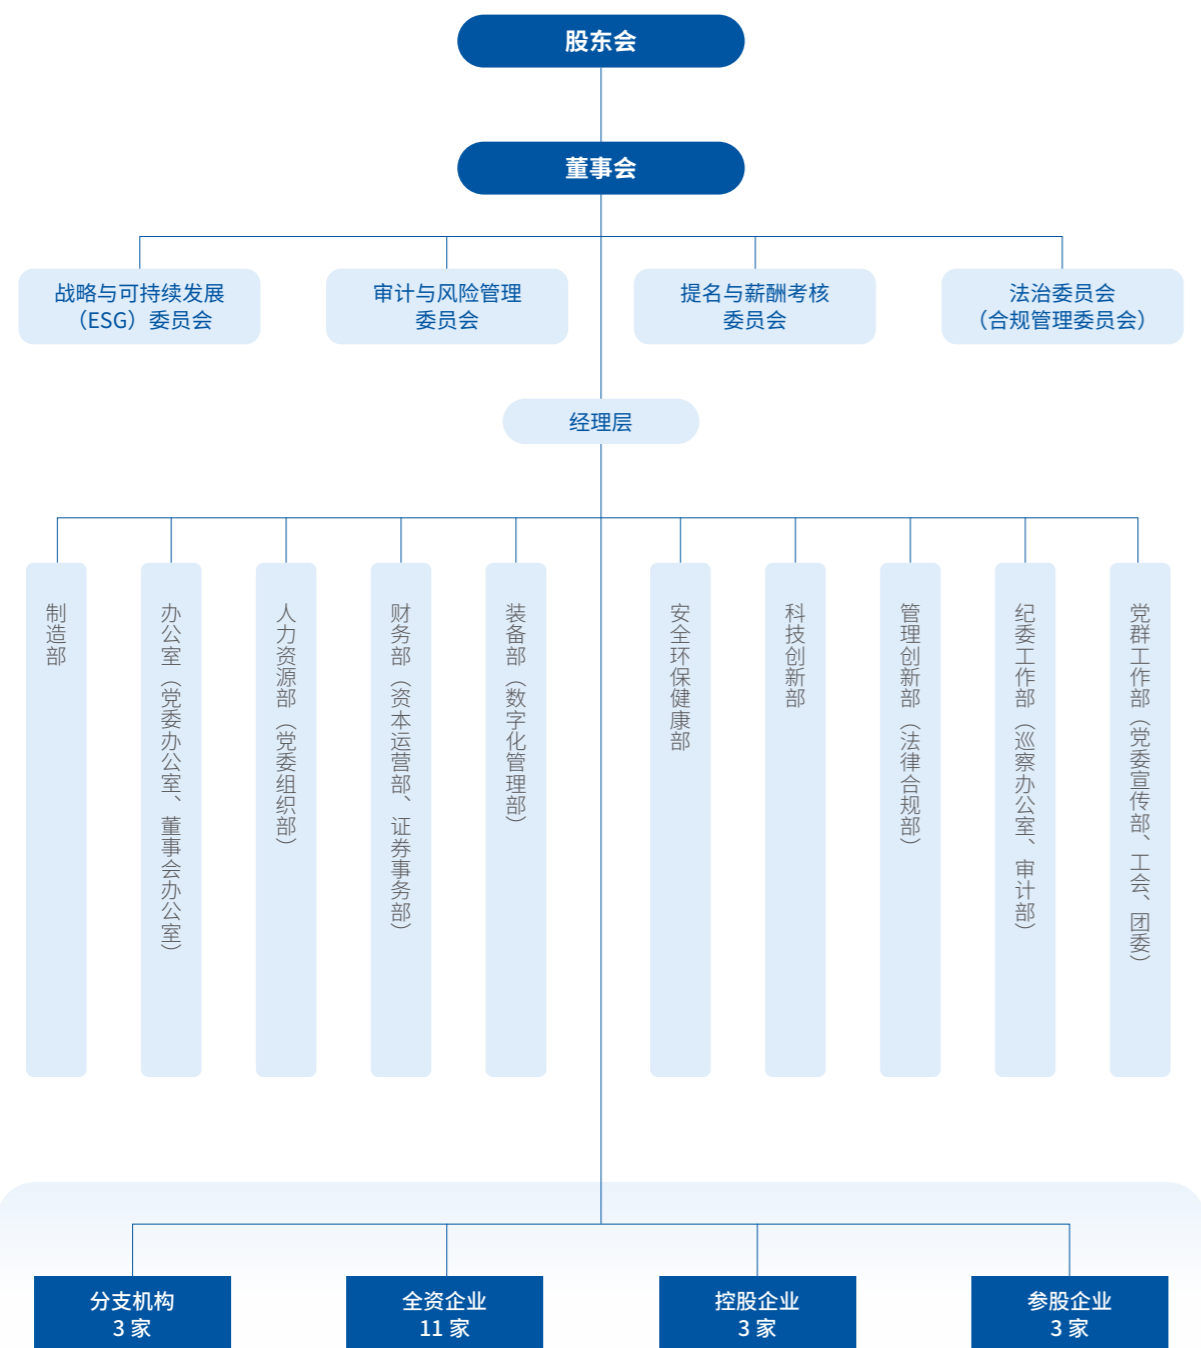 股东会
董事会
战略与可持续发展
（ESG）委员会
审计与风险管理
委员会
提名与薪酬考核
委员会
法治委员会
（合规管理委员会）
经理层
制造部
办公室（党委办公室、董事会办公室）
人力资源部（党委组织部）
财务部（资本运营部、证券事务部）
装备部（数字化管理部）
安全环保健康部
科技创新部
管理创新部（法律合规部）
纪委工作部（巡察办公室、审计部）
党群工作部（党委宣传部、工会、团委）
分支机构
3 家
全资企业
11 家
控股企业
3 家
参股企业
3 家